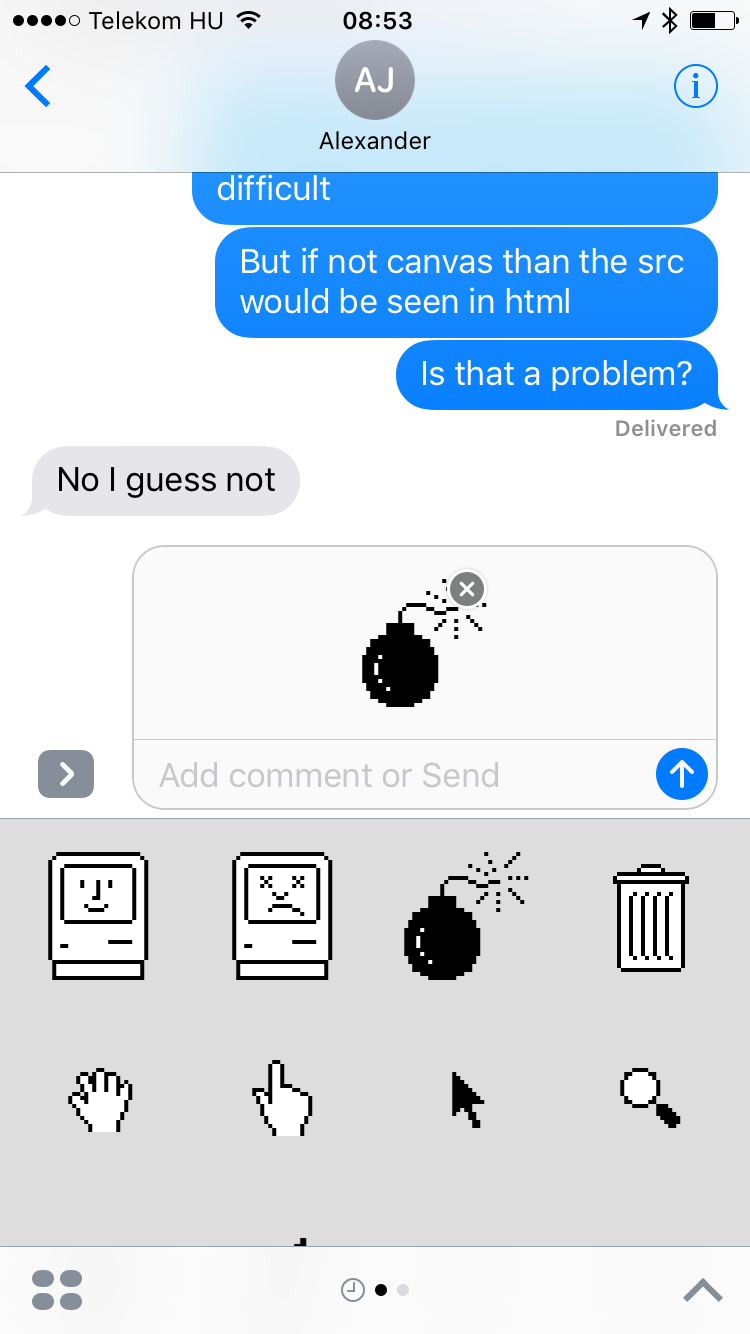 Telekom HU 08:53
AJ
Alexander
difficult
But if not canvas than the src
would be seen in html
Is that a problem?
Delivered
No I guess not
Add comment or Send